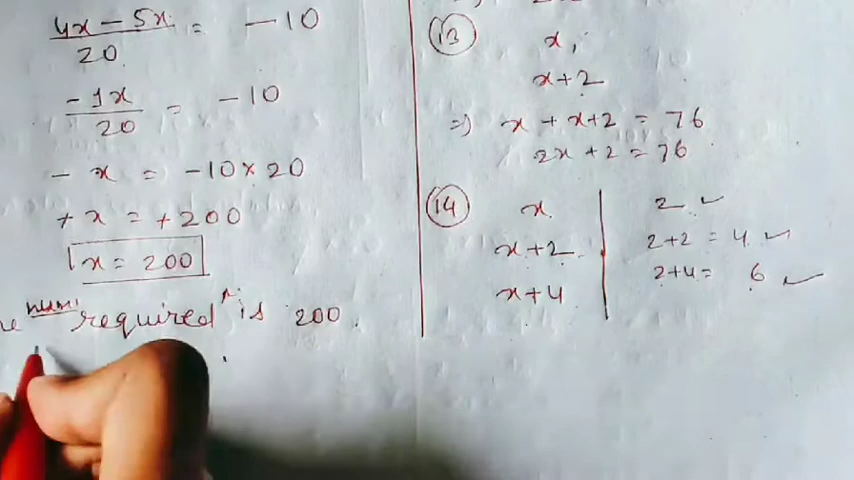 4x - 5x / 20 = -10
-1x / 20 = -10
- x = -10 × 20
+ x = + 200
x = 200
required is 200.
(13) x,
x+2
⇒ x + x+2 = 76
2x + 2 = 76
(14) x 2 ✓
x+2 2+2 = 4 ✓
x+4 2+4 = 6 ✓